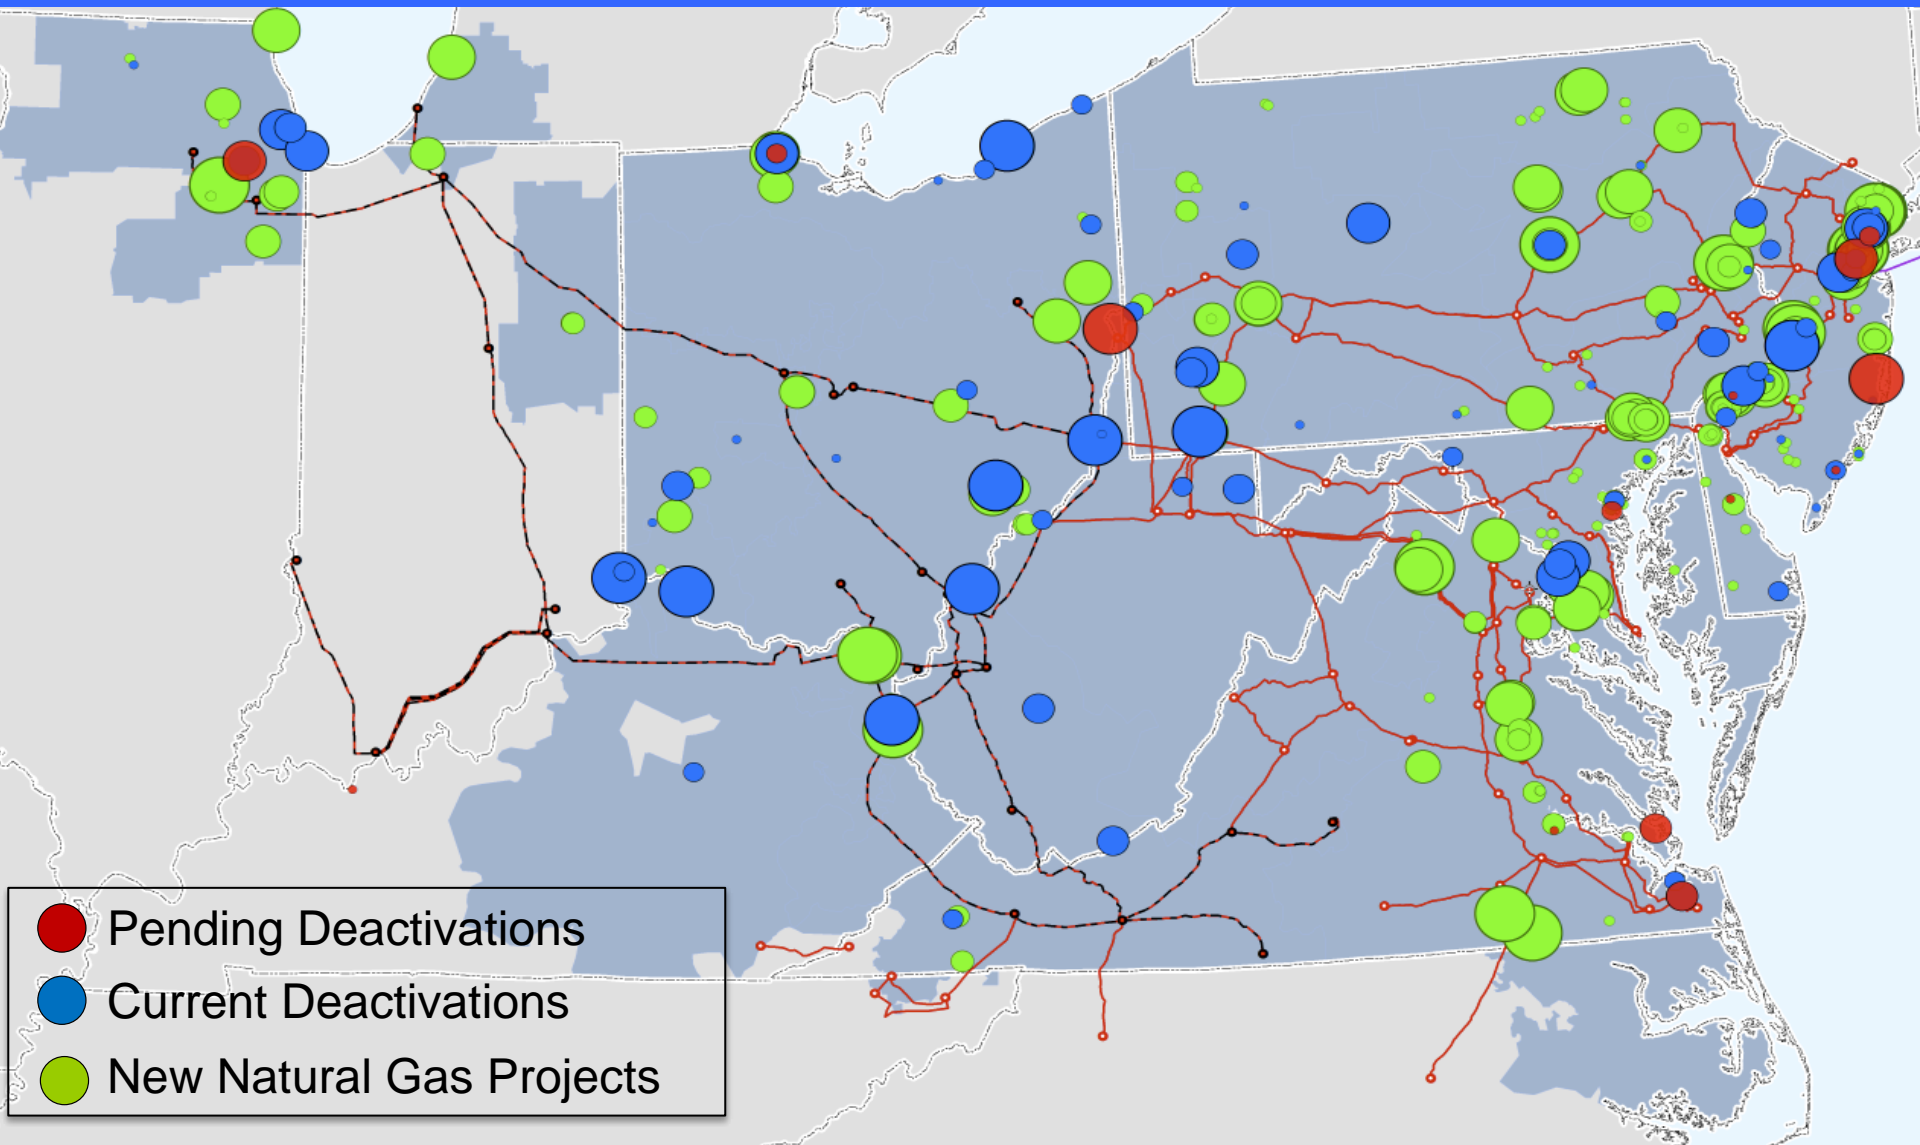 Pending Deactivations
Current Deactivations
New Natural Gas Projects